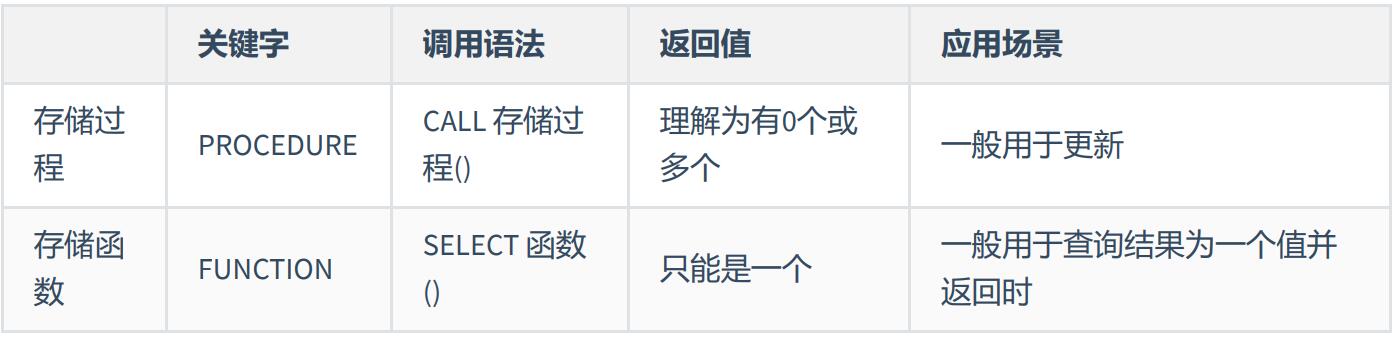 关键字 调用语法 返回值 应用场景
存储过 CALL 存储过 理解为有0个或
PROCEDURE 一般用于更新
程 程() 多个
存储函 SELECT 函数 一般用于查询结果为一个值并
FUNCTION 只能是一个
数 () 返回时